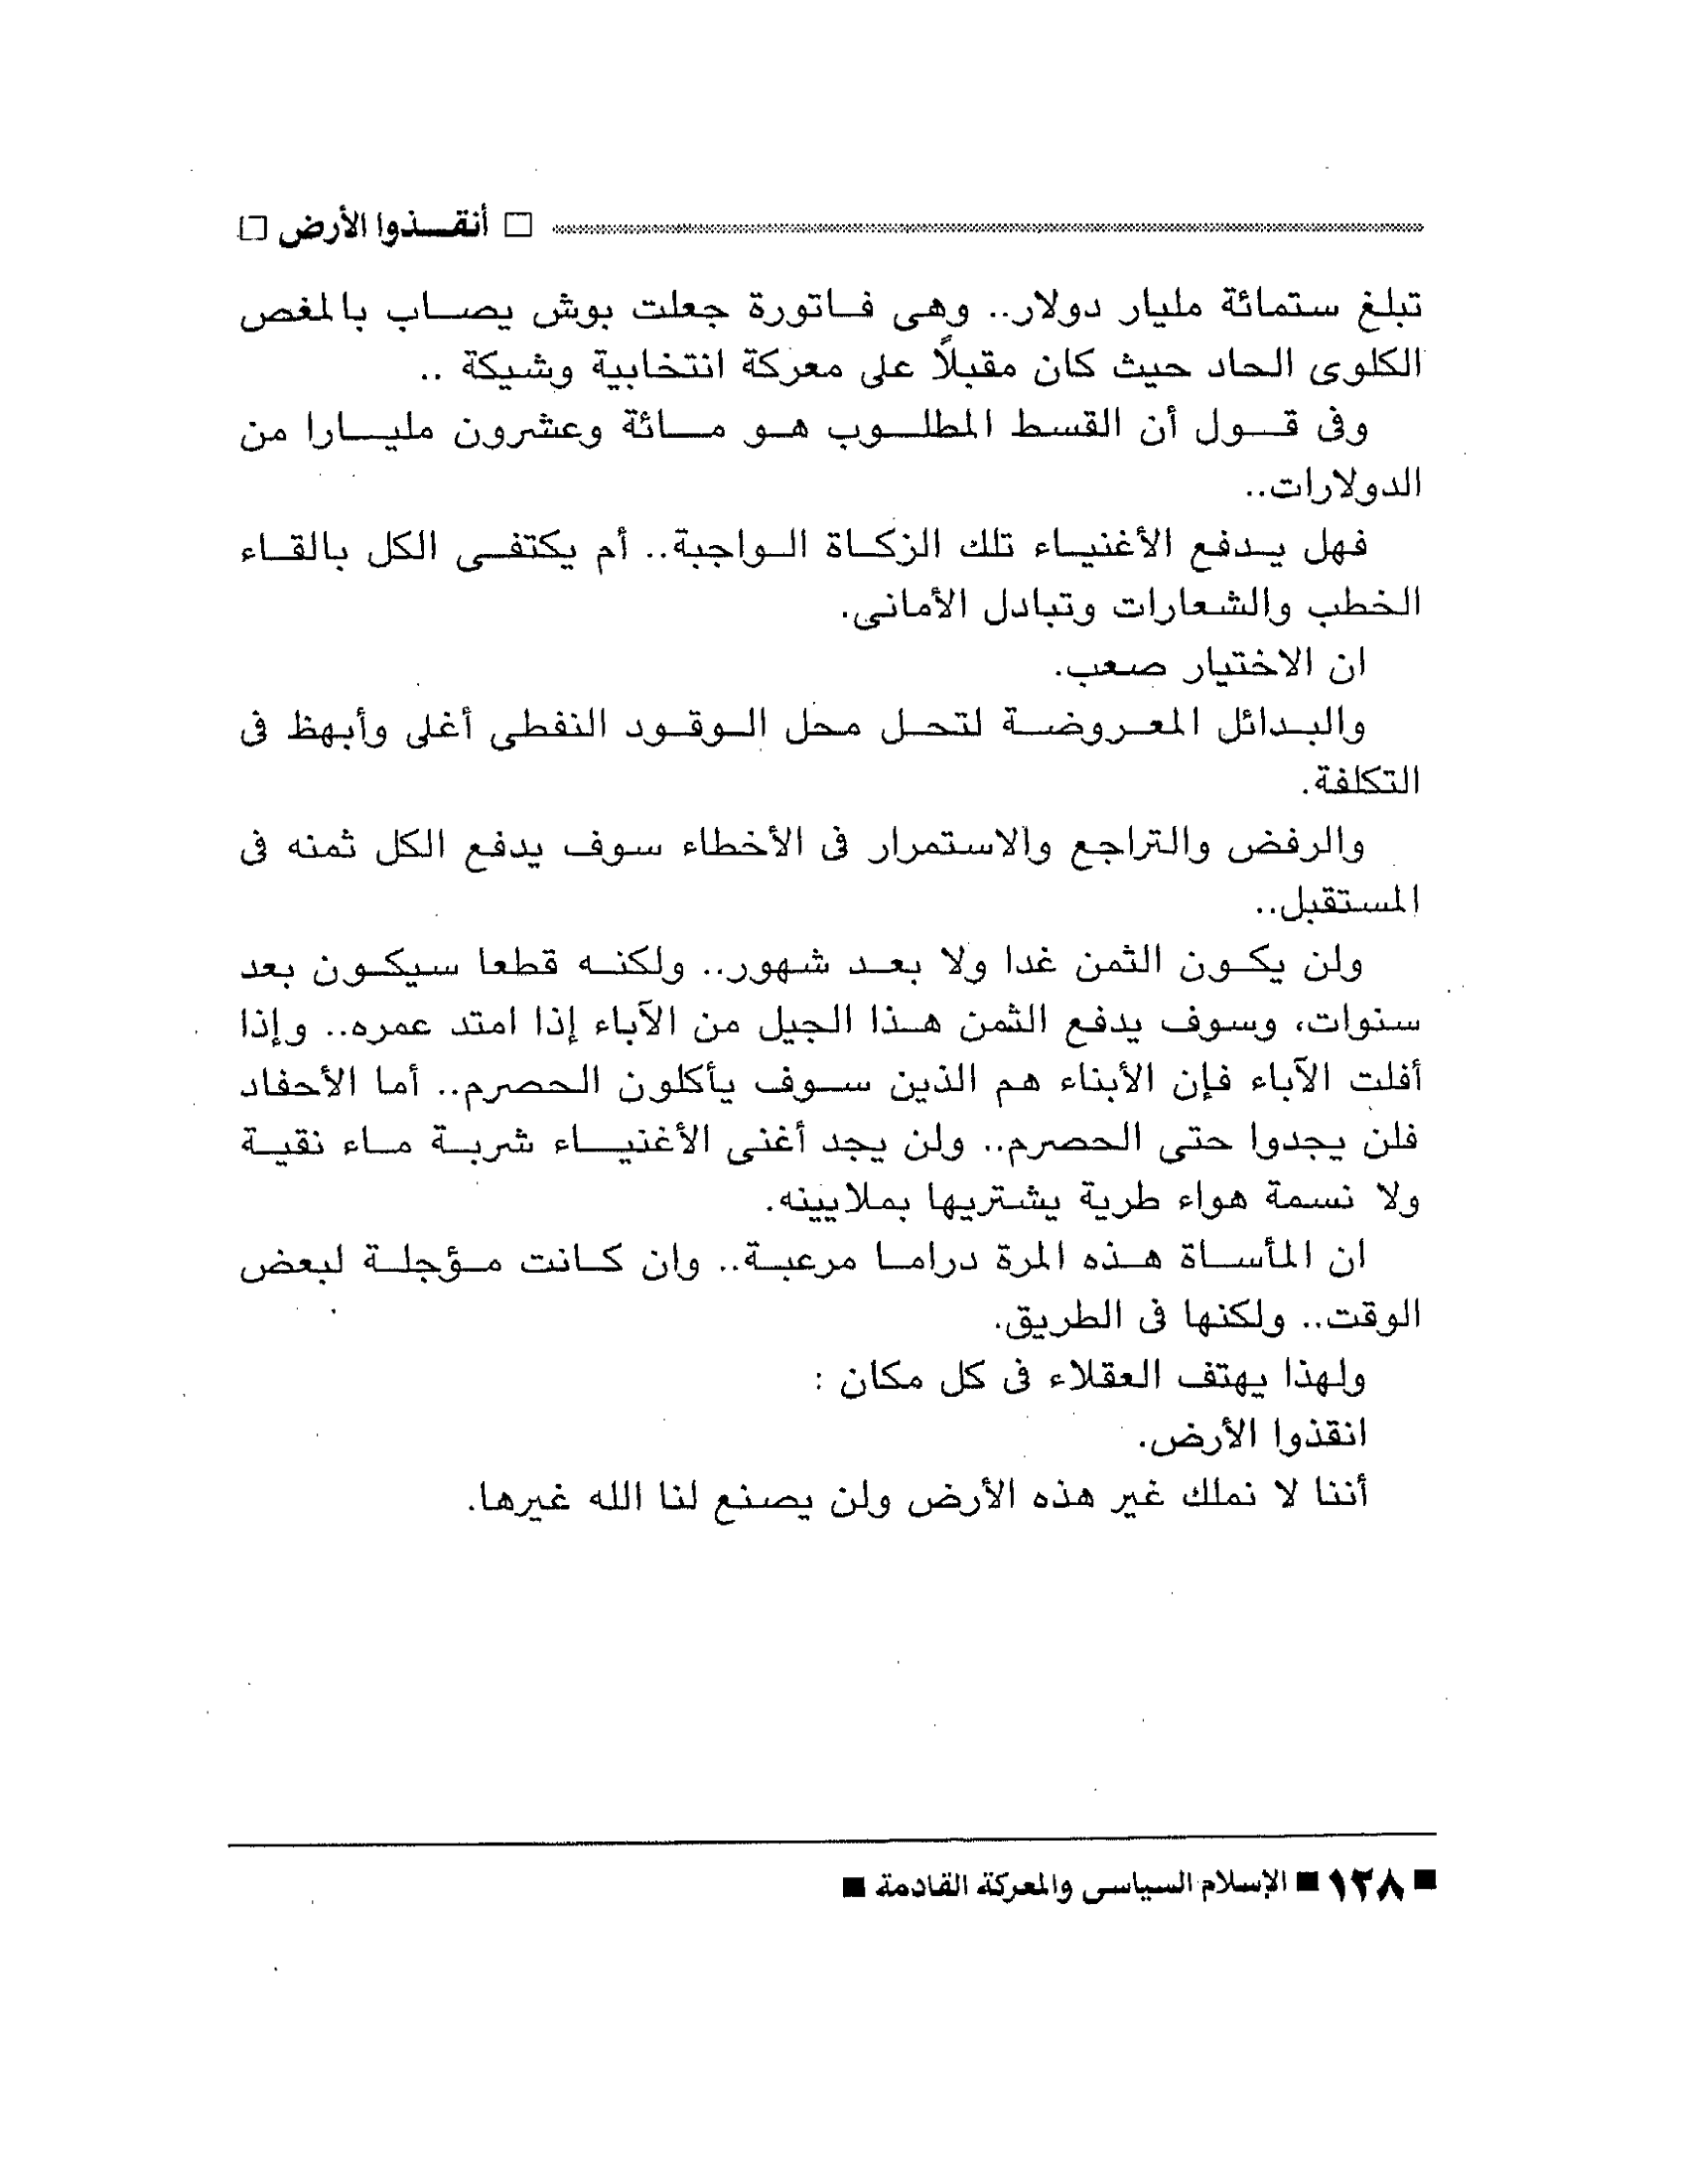 □ أنقذوا الأرض □
تبلغ ستمائة مليار دولار.. وهى فاتورة جعلت بوش يصاب بالمغص
الكلوى الحاد حيث كان مقبلاً على معركة انتخابية وشيكة ..
وفى قول أن القسط المطلوب هو مائة وعشرون مليارا من
الدولارات..
فهل يدفع الأغنياء تلك الزكاة الواجبة.. أم يكتفى الكل بالقاء
الخطب والشعارات وتبادل الأمانى.
ان الاختيار صعب.
والبدائل المعروضة لتحل محل الوقود النفطى أغلى وأبهظ فى
التكلفة.
والرفض والتراجع والاستمرار فى الأخطاء سوف يدفع الكل ثمنه فى
المستقبل..
ولن يكون الثمن غدا ولا بعد شهور.. ولكنه قطعا سيكون بعد
سنوات، وسوف يدفع الثمن هذا الجيل من الآباء إذا امتد عمره.. وإذا
أفلت الآباء فإن الأبناء هم الذين سوف يأكلون الحصرم.. أما الأحفاد
فلن يجدوا حتى الحصرم.. ولن يجد أغنى الأغنياء شربة ماء نقية
ولا نسمة هواء طرية يشتريها بملايينه.
ان المأساة هذه المرة دراما مرعبة.. وان كانت مؤجلة لبعض
الوقت.. ولكنها فى الطريق.
ولهذا يهتف العقلاء فى كل مكان :
انقذوا الأرض.
أننا لا نملك غير هذه الأرض ولن يصنع لنا الله غيرها.
■ ١٣٨ ■ الإسلام السياسى والمعركة القادمة ■